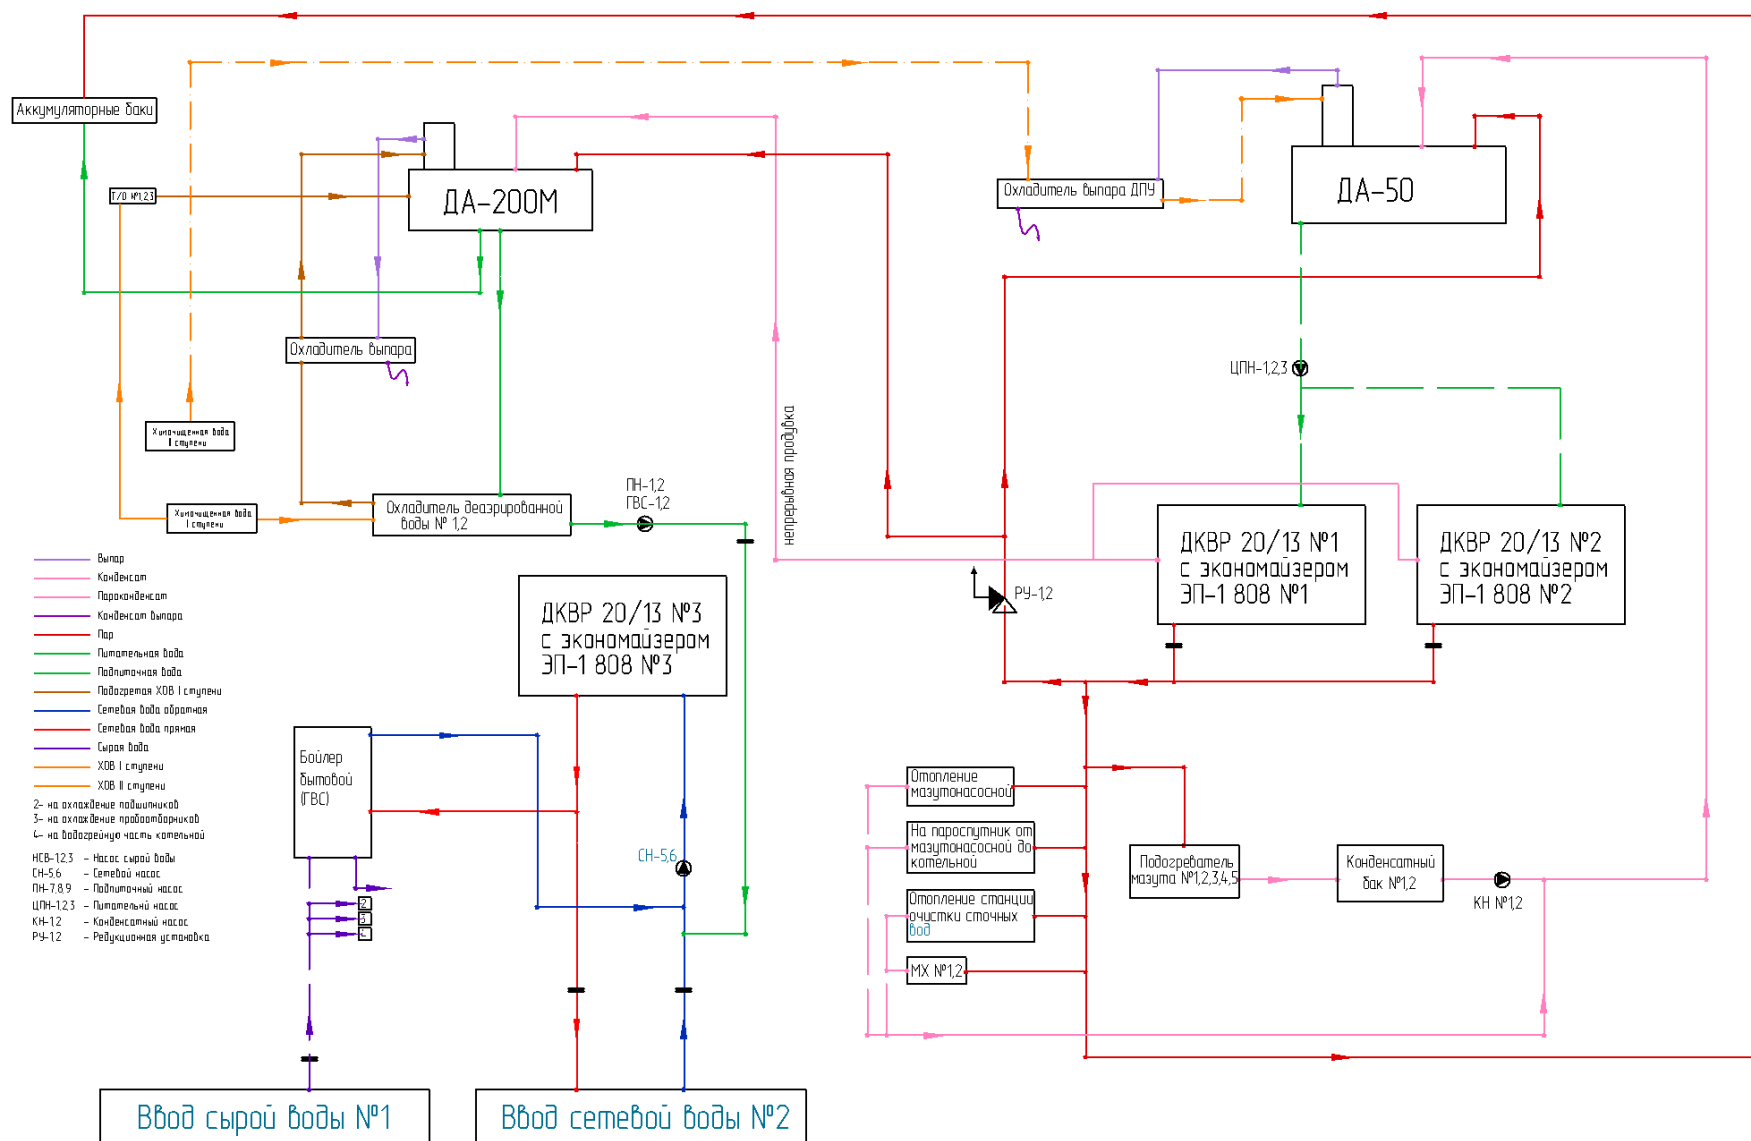 Аккумуляторные баки
Т/О №1,2,3
ДА-200М
Охладитель выпара ДПУ
ДА-50
Охладитель выпара
ЦПН-1,2,3
Химочищенная вода
II ступени
непрерывная продувка
ПН-1,2
ГВС-1,2
Охладитель деаэрированной
воды № 1,2
Химочищенная вода
I ступени
ДКВР 20/13 №1
с экономайзером
ЭП-1 808 №1
ДКВР 20/13 №2
с экономайзером
ЭП-1 808 №2
РУ-1,2
ДКВР 20/13 №3
с экономайзером
ЭП-1 808 №3
Выпар
Конденсат
Пароконденсат
Конденсат выпара
Пар
Питательная вода
Подпиточная вода
Подогретая ХОВ I ступени
Сетевая вода обратная
Сетевая вода прямая
Сырая вода
ХОВ I ступени
ХОВ II ступени
2- на охлаждение подшипников
3- на охлаждение пробоотборников
4- на водогрейную часть котельной
НСВ-1,2,3 - Насос сырой воды
СН-5,6 - Сетевой насос
ПН-7,8,9 - Подпиточный насос
ЦПН-1,2,3 - Питательнй насос
КН-1,2 - Конденсатный насос
РУ-1,2 - Редукционная установка
Бойлер
бытовой
(ГВС)
2
3
СН-5,6
Отопление
мазутонасосной
На пароспутник от
мазутонасосной до
котельной
Отопление станции
очистки сточных
вод
МХ №1,2
Подогреватель
мазута №1,2,3,4,5
Конденсатный
бак №1,2
КН №1,2
Ввод сырой воды №1
Ввод сетевой воды №2